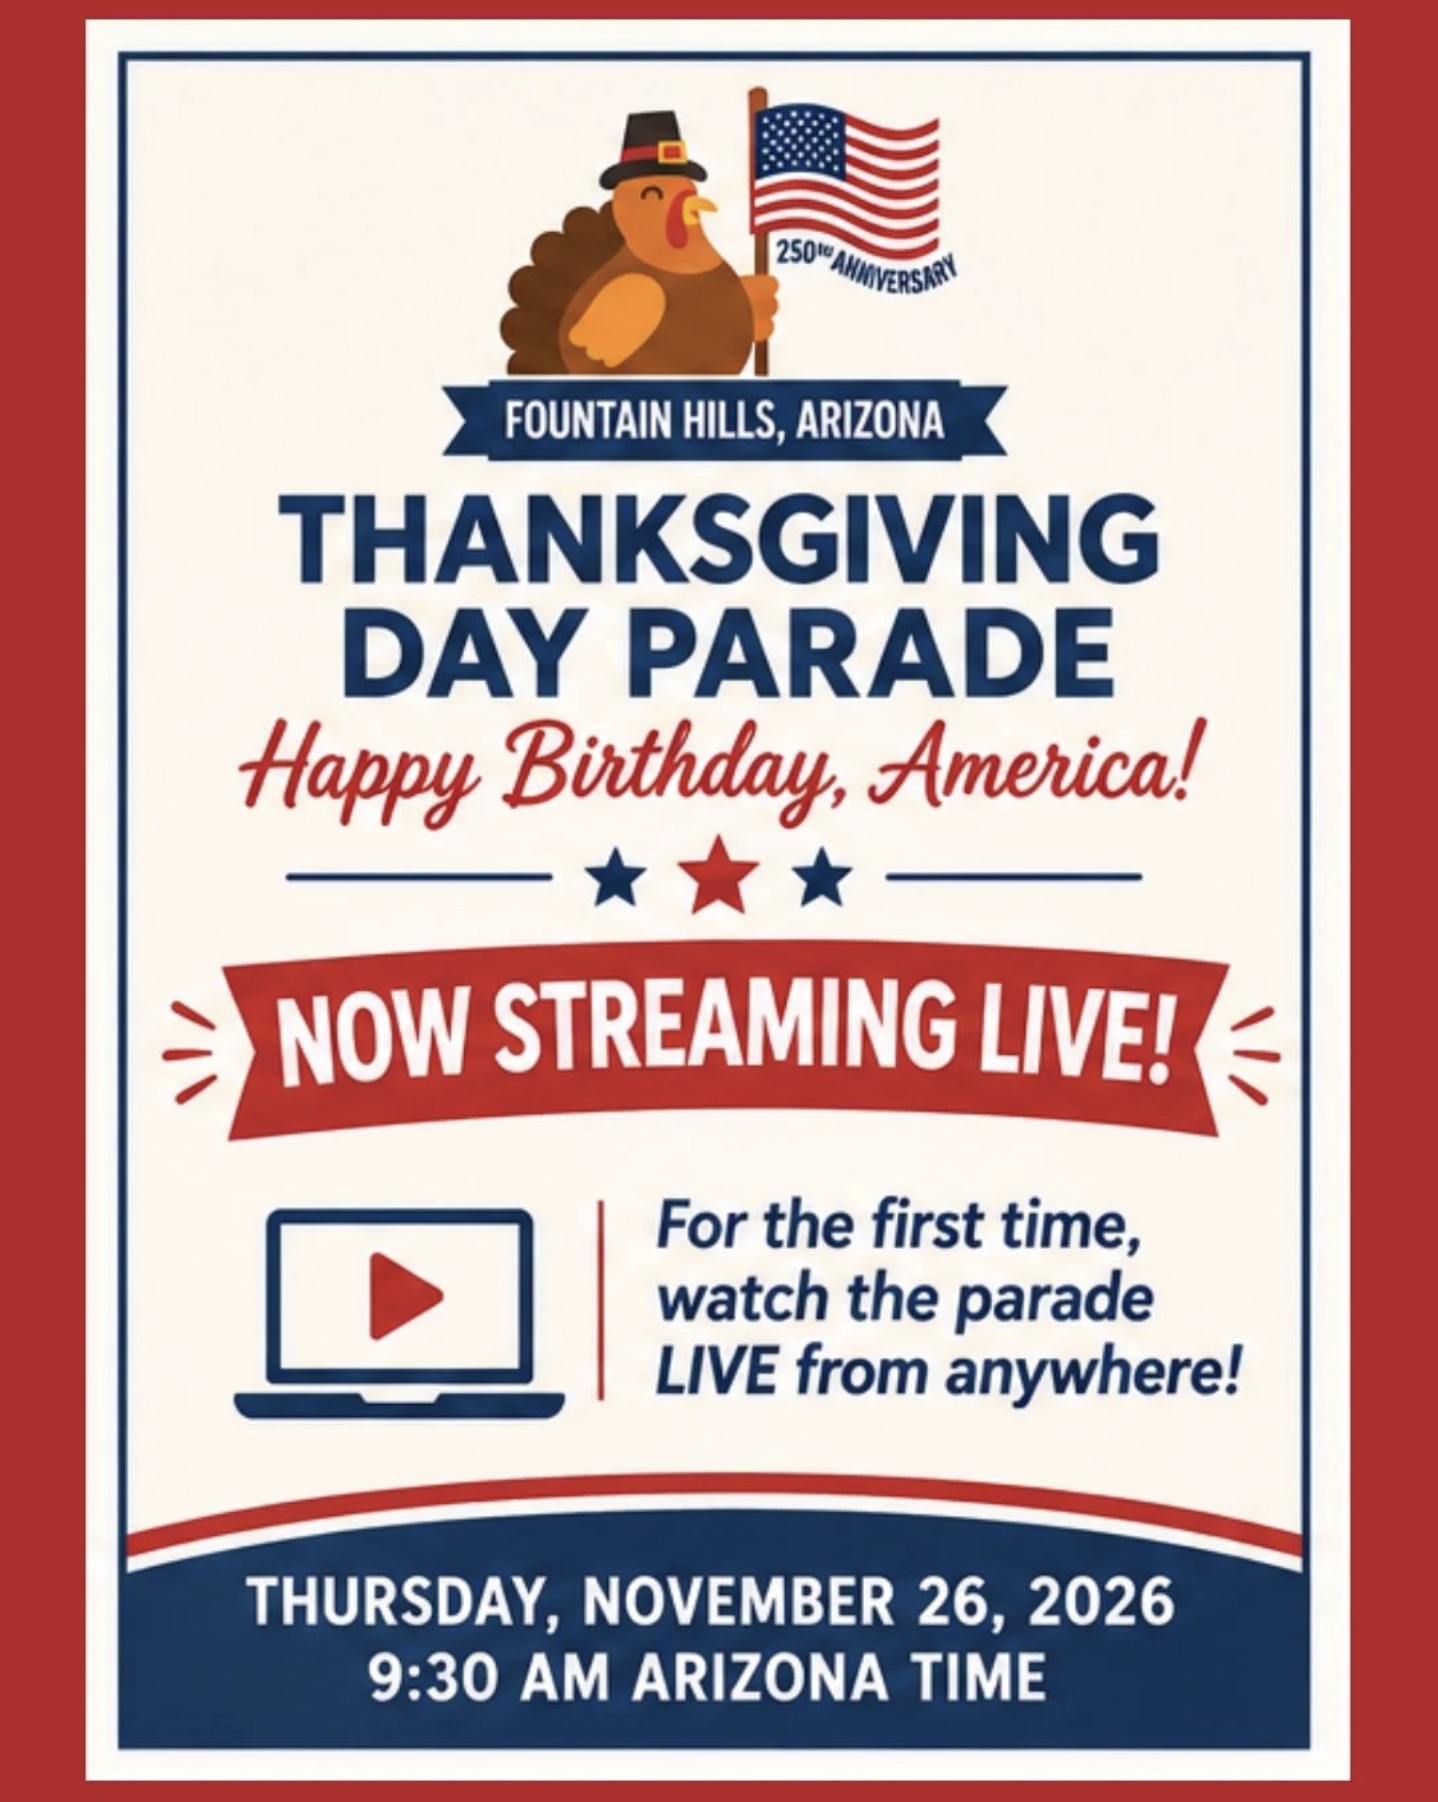 250TH ANNIVERSARY
FOUNTAIN HILLS, ARIZONA
THANKSGIVING
DAY PARADE
Happy Birthday, America!
NOW STREAMING LIVE!
For the first time,
watch the parade
LIVE from anywhere!
THURSDAY, NOVEMBER 26, 2026
9:30 AM ARIZONA TIME